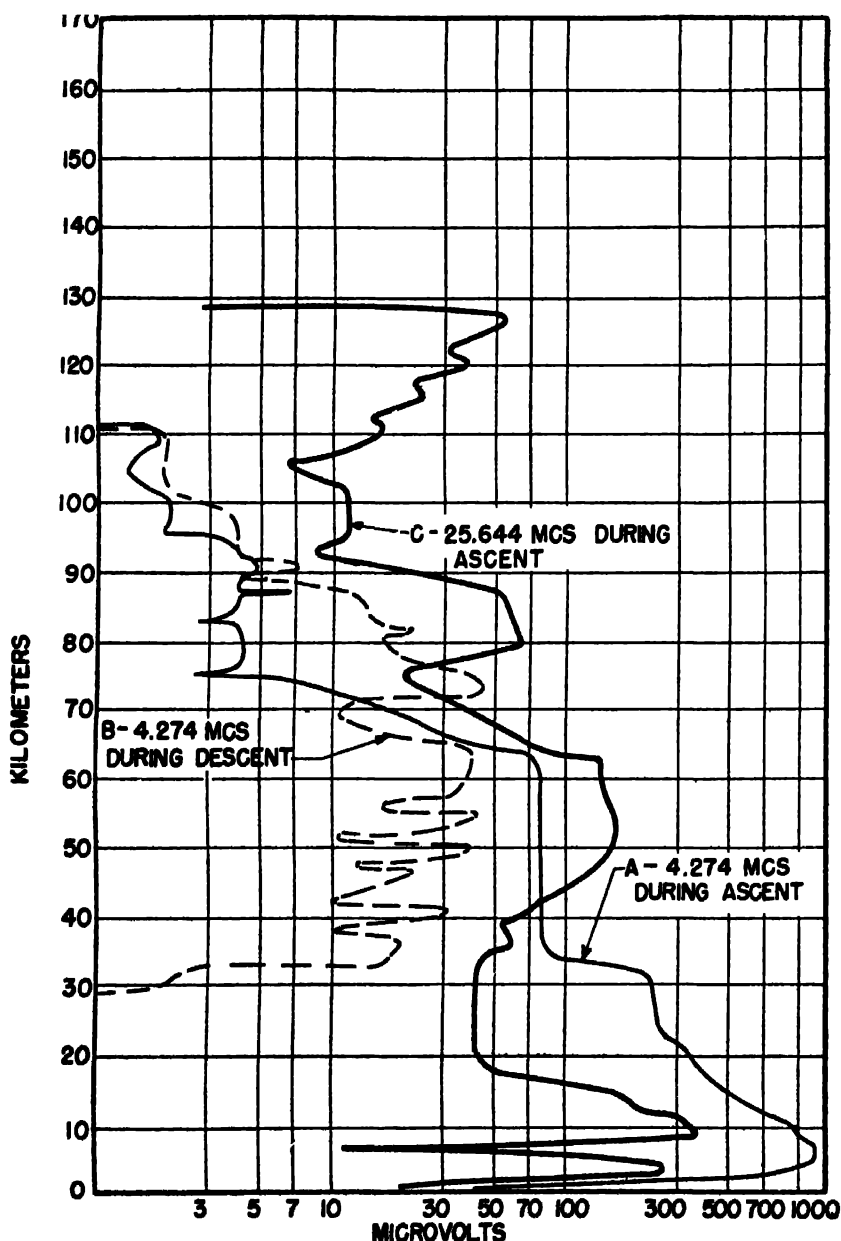 170
160
150
140
130
120
110
100
90
80
70
60
50
40
30
20
10
0
KILOMETERS
C-25.644 MCS DURING
ASCENT
B-4.274 MCS
DURING DESCENT
A-4.274 MCS
DURING ASCENT
3 5 7 10 30 50 70 100 300 500 700 1000
MICROVOLTS